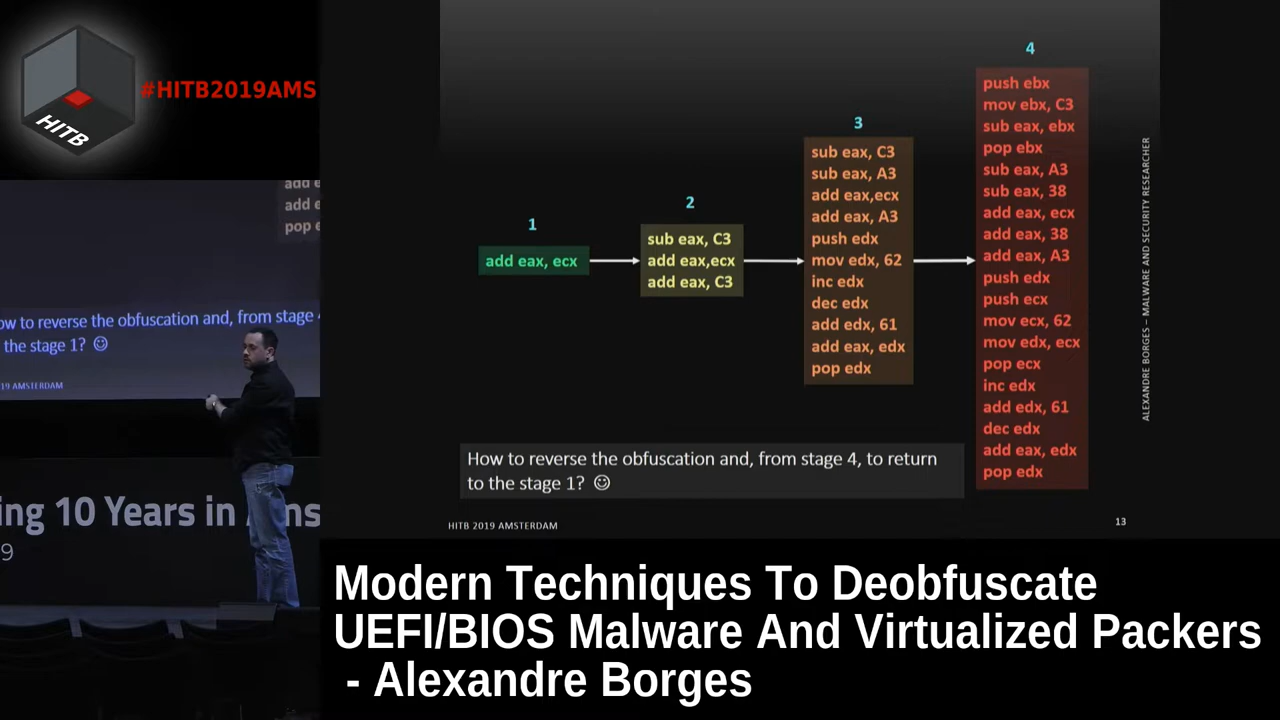 HITB
#HITB2019AMS
add e
add e
pop e
ow to reverse the obfuscation and, from stage
the stage 1? ☺
19 AMSTERDAM
ing 10 Years in Ams
9
1
add eax, ecx
2
sub eax, C3
add eax,ecx
add eax, C3
3
sub eax, C3
sub eax, A3
add eax,ecx
add eax, A3
push edx
mov edx, 62
inc edx
dec edx
add edx, 61
add eax, edx
pop edx
4
push ebx
mov ebx, C3
sub eax, ebx
pop ebx
sub eax, A3
sub eax, 38
add eax, ecx
add eax, 38
add eax, A3
push edx
push ecx
mov ecx, 62
mov edx, ecx
pop ecx
inc edx
add edx, 61
dec edx
add eax, edx
pop edx
How to reverse the obfuscation and, from stage 4, to return
to the stage 1? ☺
HITB 2019 AMSTERDAM
13
ALEXANDRE BORGES – MALWARE AND SECURITY RESEARCHER
Modern Techniques To Deobfuscate
UEFI/BIOS Malware And Virtualized Packers
- Alexandre Borges